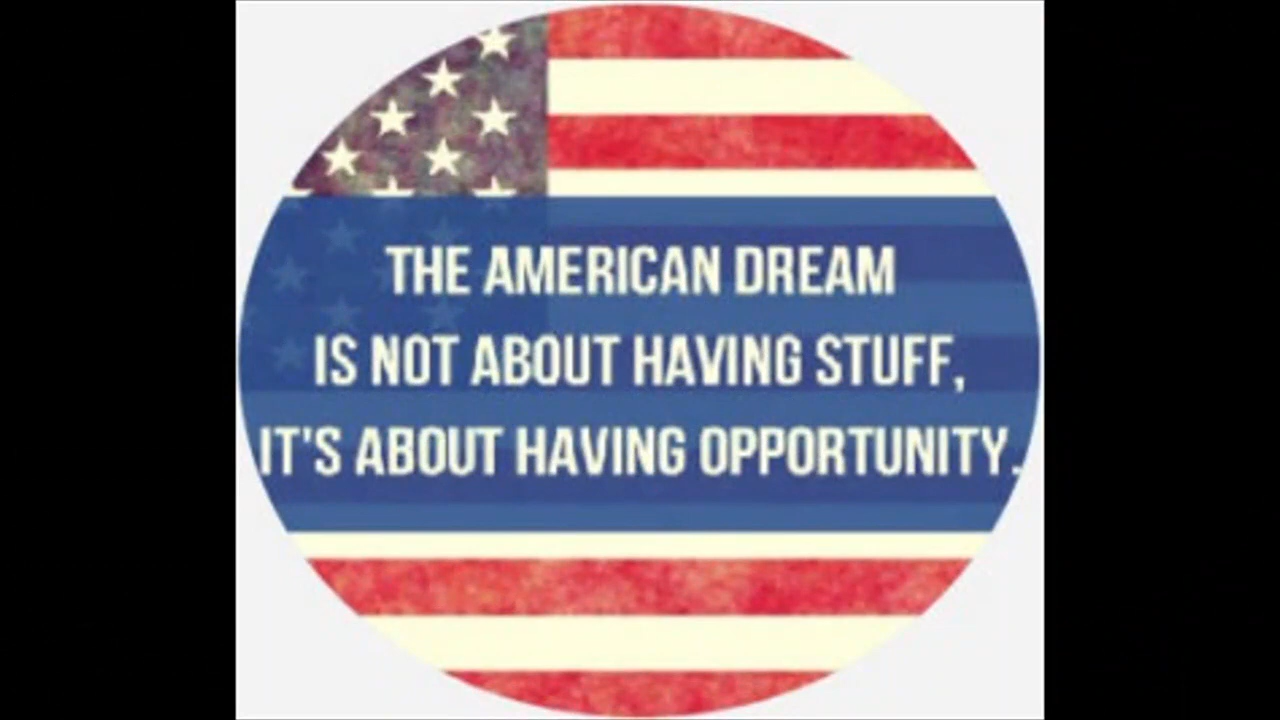 THE AMERICAN DREAM
IS NOT ABOUT HAVING STUFF,
IT'S ABOUT HAVING OPPORTUNITY.